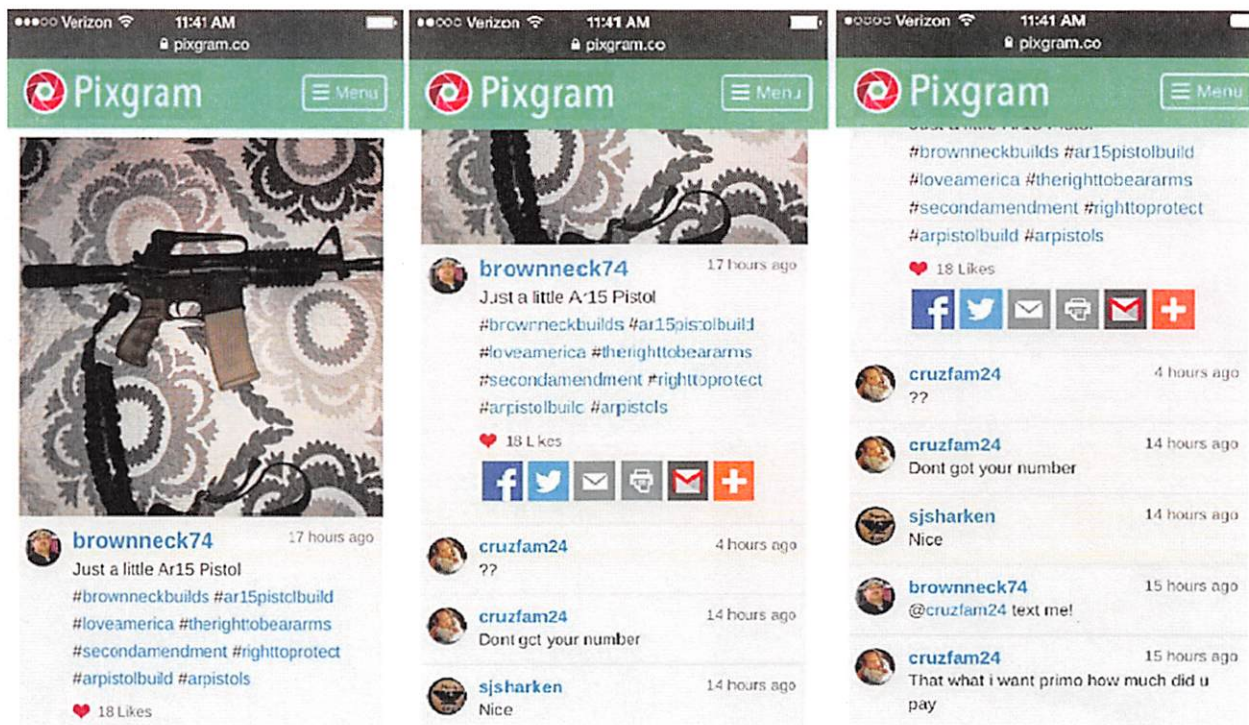 Verizon 11:41 AM
pixgram.co
Pixgram
Menu
brownneck74 17 hours ago
Just a little Ar15 Pistol
#brownneckbuilds #ar15pistolbuild
#loveamerica #therighttobeararms
#secondamendment #righttoprotect
#arpistolbuild #arpistols
18 Likes
Verizon 11:41 AM
pixgram.co
Pixgram
Menu
brownneck74 17 hours ago
Just a little Ar15 Pistol
#brownneckbuilds #ar15pistolbuild
#loveamerica #therighttobeararms
#secondamendment #righttoprotect
#arpistolbuild #arpistols
18 Likes
cruzfam24 4 hours ago
??
cruzfam24 14 hours ago
Dont got your number
sjsharken 14 hours ago
Nice
Verizon 11:41 AM
pixgram.co
Pixgram
Menu
Just a little Ar15 Pistol
#brownneckbuilds #ar15pistolbuild
#loveamerica #therighttobeararms
#secondamendment #righttoprotect
#arpistolbuild #arpistols
18 Likes
cruzfam24 4 hours ago
??
cruzfam24 14 hours ago
Dont got your number
sjsharken 14 hours ago
Nice
brownneck74 15 hours ago
@cruzfam24 text me!
cruzfam24 15 hours ago
That what i want primo how much did u
pay